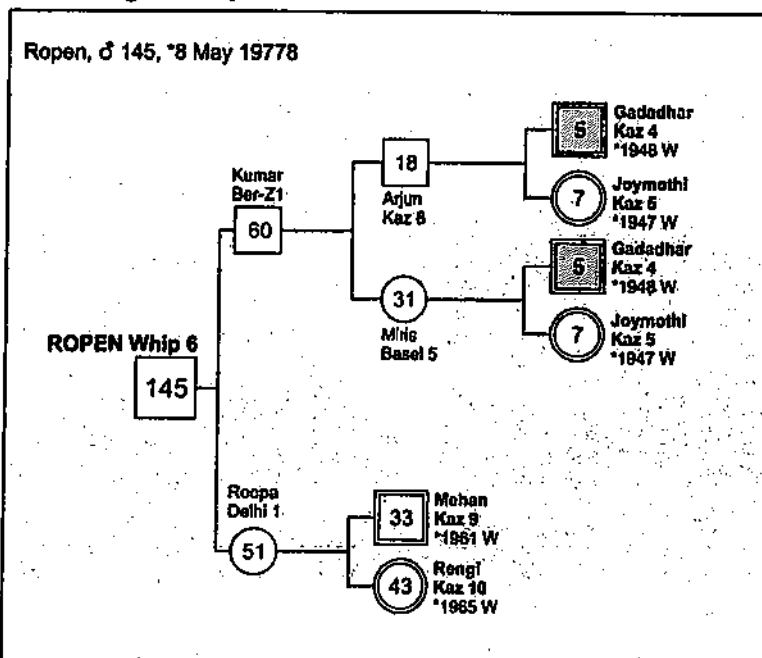 Ropen, ♂ 145, *8 May 19778
5
Gadadhar
Kaz 4
*1948 W
Kumar
Ber-Z1
60
18
Arjun
Kaz 8
7
Joymothi
Kaz 5
*1947 W
31
Miris
Basel 5
5
Gadadhar
Kaz 4
*1948 W
7
Joymothi
Kaz 5
*1947 W
ROPEN Whip 6
145
Roopa
Delhi 1
51
33
Mohan
Kaz 9
*1961 W
43
Rongi
Kaz 10
*1965 W